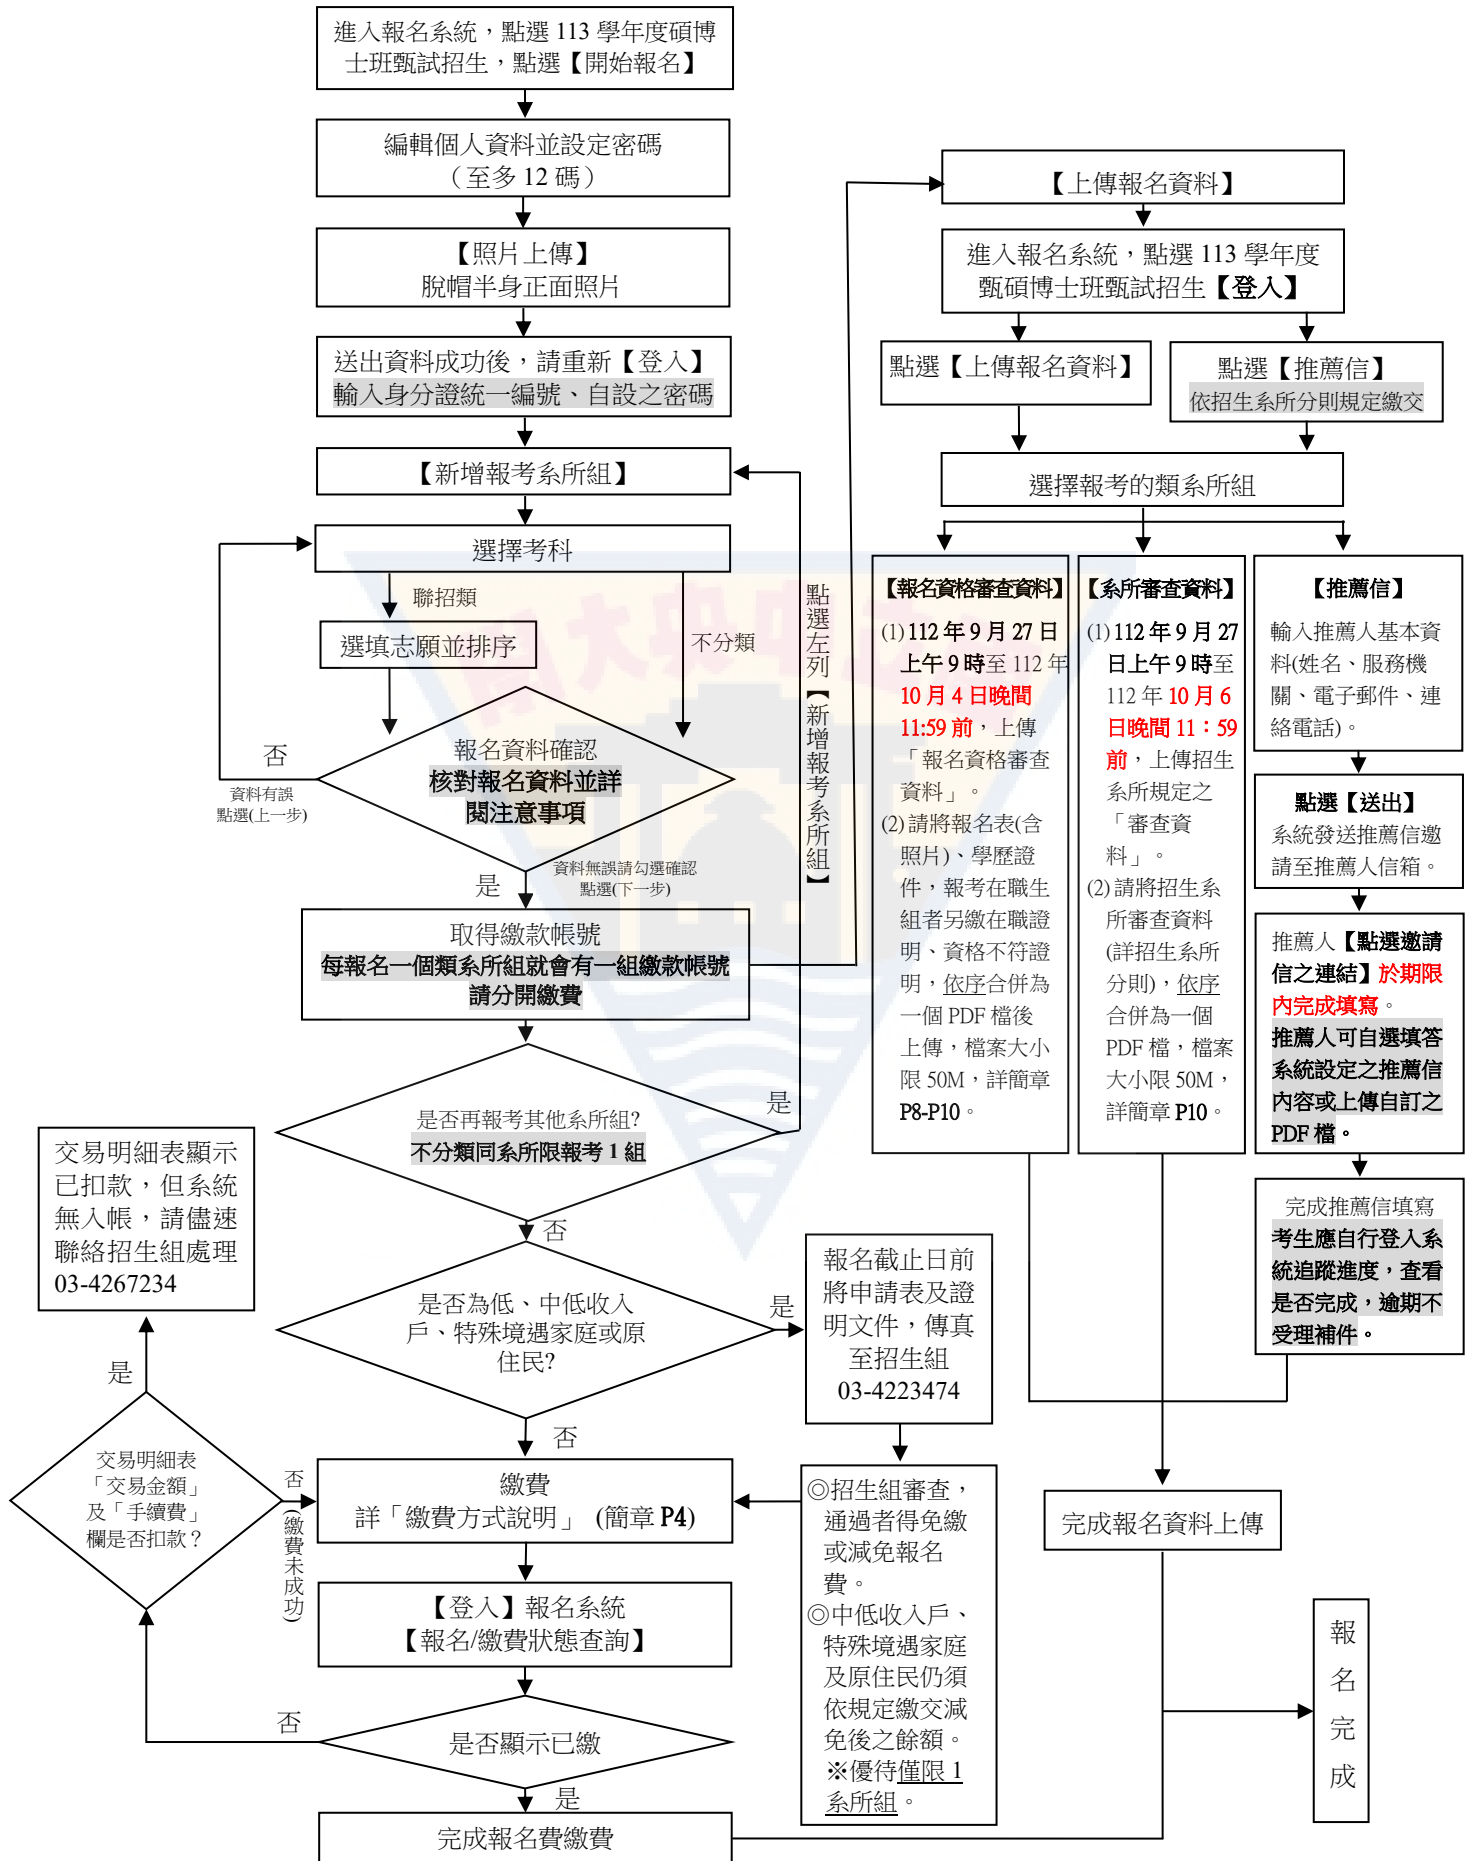 進入報名系統，點選 113 學年度碩博
士班甄試招生，點選【開始報名】
編輯個人資料並設定密碼
（至多 12 碼）
【照片上傳】
脫帽半身正面照片
送出資料成功後，請重新【登入】
輸入身分證統一編號、自設之密碼
【新增報考系所組】
選擇考科
聯招類
不分類
選填志願並排序
報名資料確認
核對報名資料並詳
閱注意事項
否
資料有誤
點選(上一步)
是
資料無誤請勾選確認
點選(下一步)
取得繳款帳號
每報名一個類系所組就會有一組繳款帳號
請分開繳費
是否再報考其他系所組?
不分類同系所限報考 1 組
是
點選左列【新增報考系所組】
否
是否為低、中低收入
戶、特殊境遇家庭或原
住民?
是
報名截止日前
將申請表及證
明文件，傳真
至招生組
03-4223474
◎招生組審查，
通過者得免繳
或減免報名
費。
◎中低收入戶、
特殊境遇家庭
及原住民仍須
依規定繳交減
免後之餘額。
※優待僅限 1
系所組。
否
繳費
詳「繳費方式說明」 (簡章 P4)
【登入】報名系統
【報名/繳費狀態查詢】
是否顯示已繳
否
是
完成報名費繳費
交易明細表
「交易金額」
及「手續費」
欄是否扣款？
否
(繳費未成功)
是
交易明細表顯示
已扣款，但系統
無入帳，請儘速
聯絡招生組處理
03-4267234
【上傳報名資料】
進入報名系統，點選 113 學年度
甄碩博士班甄試招生【登入】
點選【上傳報名資料】
點選【推薦信】
依招生系所分則規定繳交
選擇報考的類系所組
【報名資格審查資料】
(1) 112 年 9 月 27 日
上午 9 時至 112 年
10 月 4 日晚間
11:59 前，上傳
「報名資格審查
資料」。
(2) 請將報名表(含
照片)、學歷證
件，報考在職生
組者另繳在職證
明、資格不符證
明，依序合併為
一個 PDF 檔後
上傳，檔案大小
限 50M，詳簡章
P8-P10。
【系所審查資料】
(1) 112 年 9 月 27
日上午 9 時至
112 年 10 月 6
日晚間 11：59
前，上傳招生
系所規定之
「審查資
料」。
(2) 請將招生系
所審查資料
(詳招生系所
分則)，依序
合併為一個
PDF 檔，檔案
大小限 50M，
詳簡章 P10。
【推薦信】
輸入推薦人基本資
料(姓名、服務機
關、電子郵件、連
絡電話)。
點選【送出】
系統發送推薦信邀
請至推薦人信箱。
推薦人【點選邀請
信之連結】於期限
內完成填寫。
推薦人可自選填答
系統設定之推薦信
內容或上傳自訂之
PDF 檔。
完成推薦信填寫
考生應自行登入系
統追蹤進度，查看
是否完成，逾期不
受理補件。
完成報名資料上傳
報
名
完
成